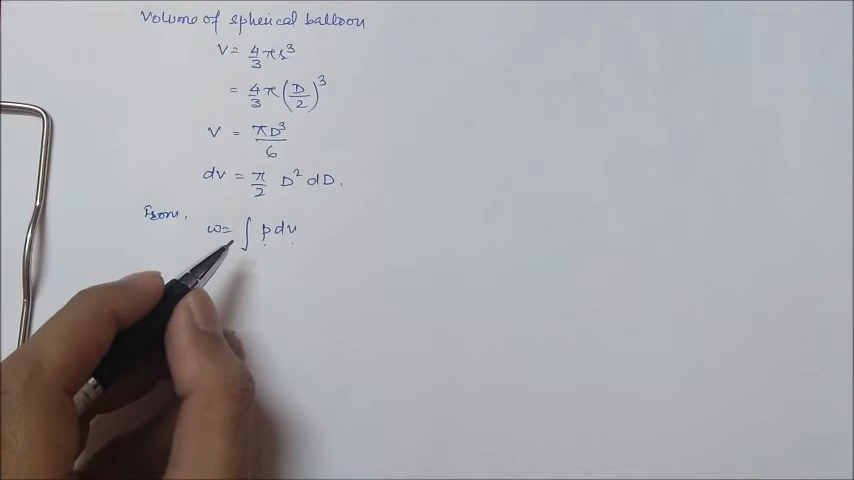 Volume of spherical balloon
V = 4/3 πr³
= 4/3 π (D/2)³
V = πD³/6
dv = π/2 D² dD.
From,
w = ∫ p dv